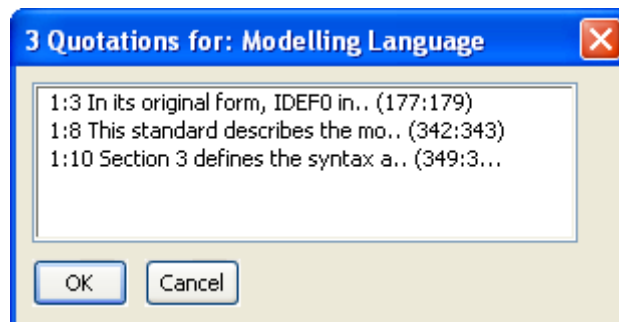 3 Quotations for: Modelling Language
1:3 In its original form, IDEF0 in.. (177:179)
1:8 This standard describes the mo.. (342:343)
1:10 Section 3 defines the syntax a.. (349:3...
OK
Cancel